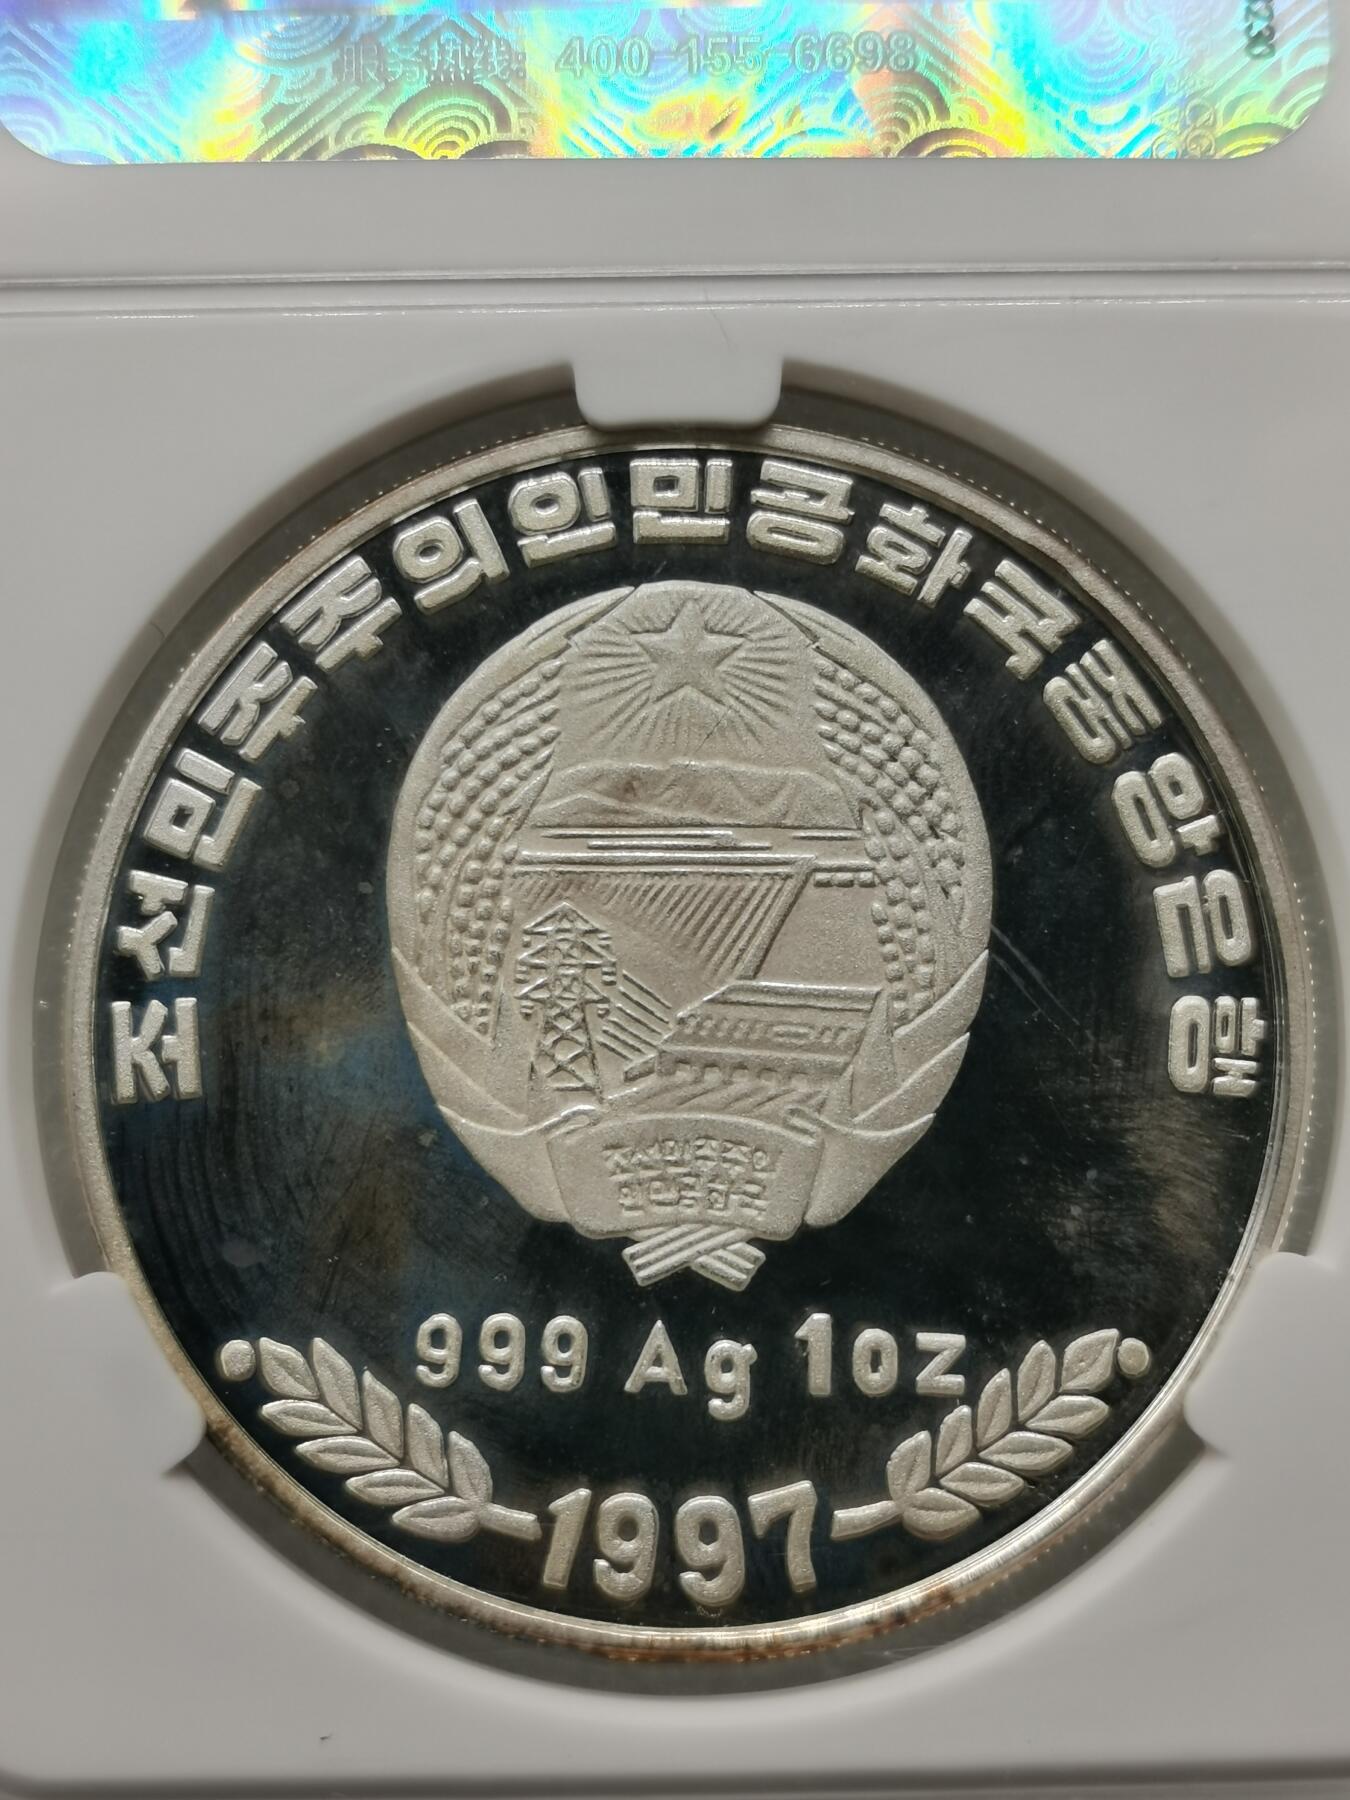 服务热线: 400-155-6698
조선민주주의인민공화국중앙은행
조선민주주의
인민공화국
999 Ag 1oz
1997